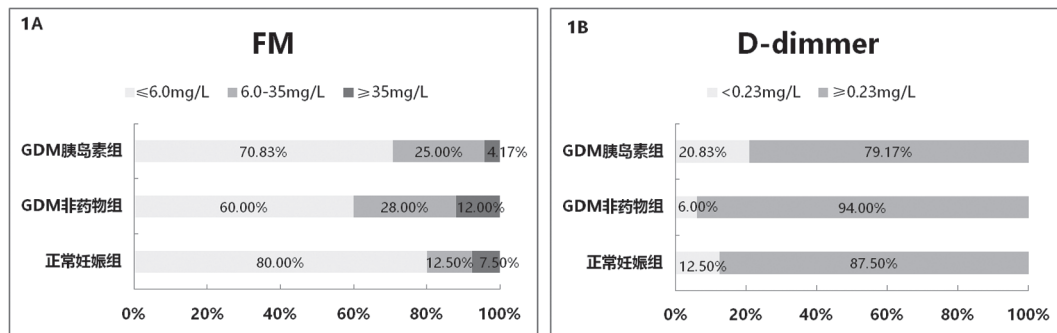 1A
FM
≤6.0mg/L 6.0-35mg/L ≥35mg/L
GDM胰岛素组 70.83% 25.00% 4.17%
GDM非药物组 60.00% 28.00% 12.00%
正常妊娠组 80.00% 12.50% 7.50%
0% 20% 40% 60% 80% 100%
1B
D-dimmer
<0.23mg/L ≥0.23mg/L
GDM胰岛素组 20.83% 79.17%
GDM非药物组 6.00% 94.00%
正常妊娠组 12.50% 87.50%
0% 20% 40% 60% 80% 100%